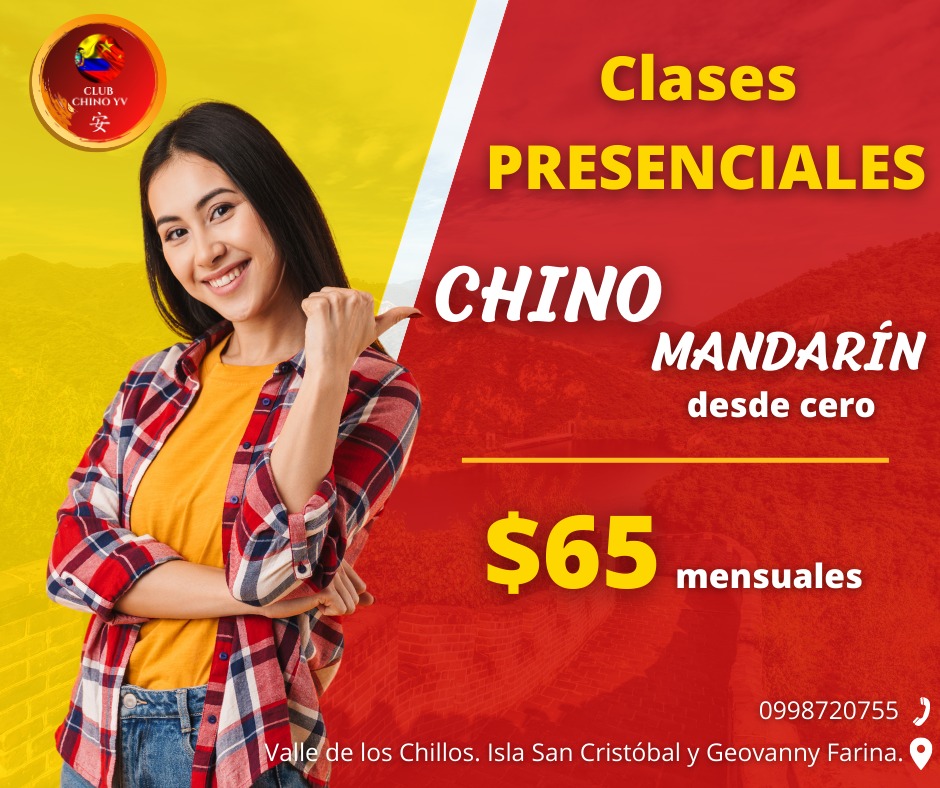 CLUB
CHINO YV
安
Clases
PRESENCIALES
CHINO
MANDARÍN
desde cero
$65 mensuales
0998720755
Valle de los Chillos. Isla San Cristóbal y Geovanny Farina.